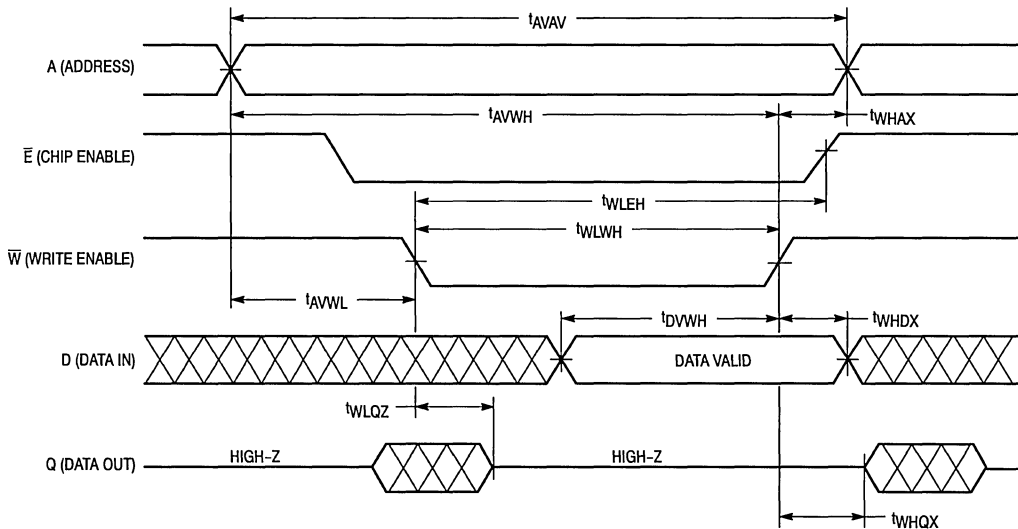 tAVAV
A (ADDRESS)
tAVWH
tWHAX
E̅ (CHIP ENABLE)
tWLEH
tWLWH
W̅ (WRITE ENABLE)
tAVWL
tDVWH
tWHDX
D (DATA IN)
DATA VALID
tWLQZ
Q (DATA OUT)
HIGH–Z
HIGH–Z
tWHQX